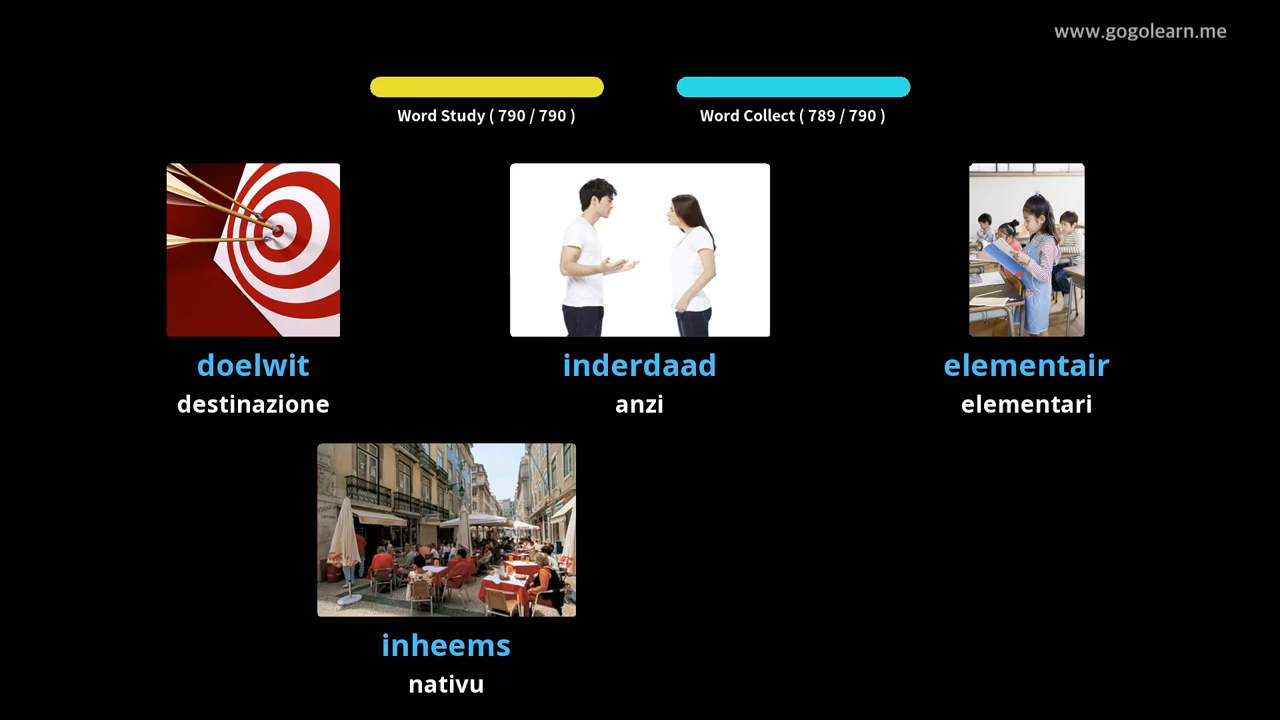 www.gogolearn.me
Word Study ( 790 / 790 )
Word Collect ( 789 / 790 )
doelwit
destinazione
inderdaad
anzi
elementair
elementari
inheems
nativu